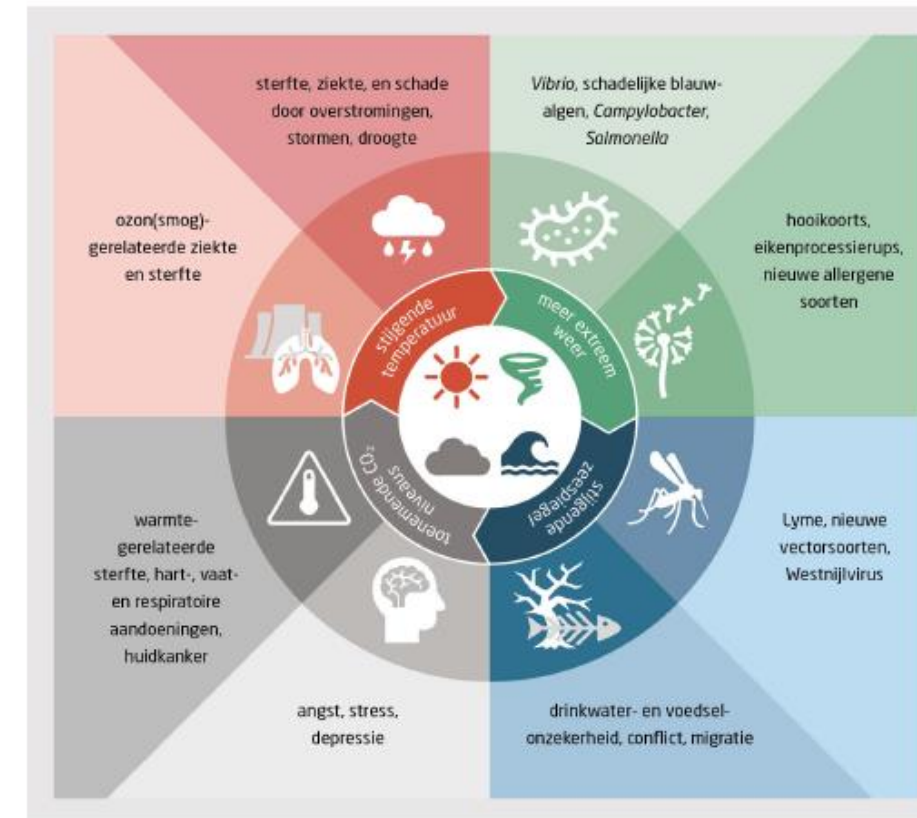 sterfte, ziekte, en schade
door overstromingen,
stormen, droogte
Vibrio, schadelijke blauw-
algen, Campylobacter,
Salmonella
ozon(smog)-
gerelateerde ziekte
en sterfte
hooikoorts,
eikenprocessierups,
nieuwe allergene
soorten
stijgende
temperatuur
meer extreem
weer
toenemende CO₂
niveaus
stijgende
zeespiegel
warmte-
gerelateerde
sterfte, hart-, vaat-
en respiratoire
aandoeningen,
huidkanker
Lyme, nieuwe
vectorsoorten,
Westnijlvirus
angst, stress,
depressie
drinkwater- en voedsel-
onzekerheid, conflict, migratie